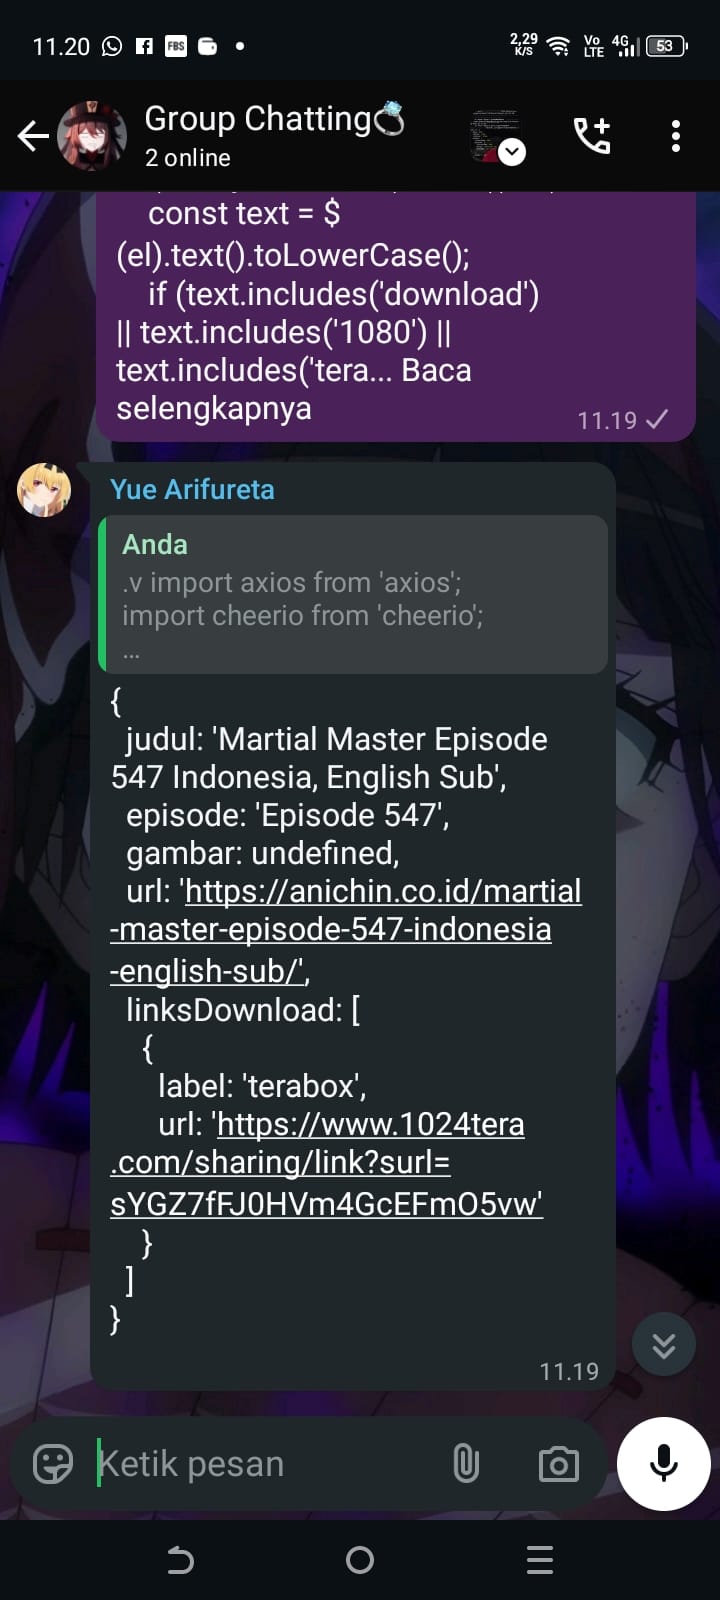 11.20
FBS
2,29
K/S
Vo
LTE
4G
53
Group Chatting
2 online
const text = $
(el).text().toLowerCase();
if (text.includes('download')
|| text.includes('1080') ||
text.includes('tera... Baca
selengkapnya
11.19
Yue Arifureta
Anda
.v import axios from 'axios';
import cheerio from 'cheerio';
...
{
judul: 'Martial Master Episode
547 Indonesia, English Sub',
episode: 'Episode 547',
gambar: undefined,
url: 'https://anichin.co.id/martial
-master-episode-547-indonesia
-english-sub/',
linksDownload: [
{
label: 'terabox',
url: 'https://www.1024tera
.com/sharing/link?surl=
sYGZ7fFJ0HVm4GcEFmO5vw'
}
]
}
11.19
Ketik pesan